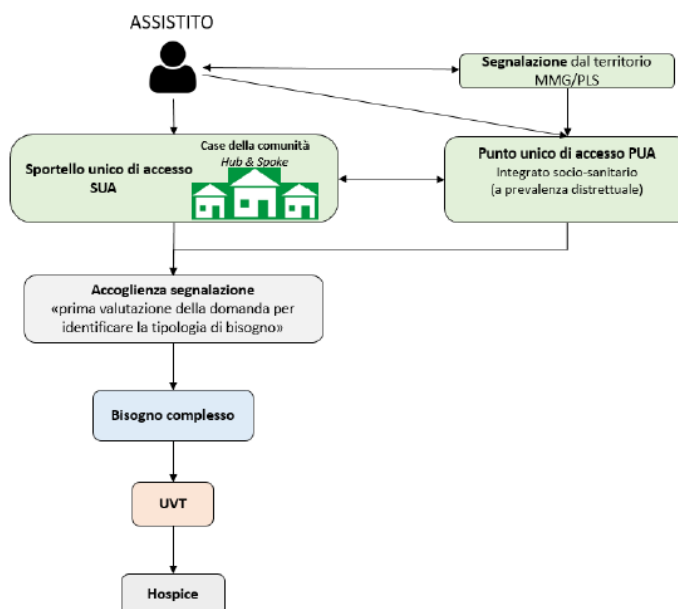 ASSISTITO
Segnalazione dal territorio
MMG/PLS
Sportello unico di accesso
SUA
Case della comunità
Hub & Spoke
Punto unico di accesso PUA
Integrato socio-sanitario
(a prevalenza distrettuale)
Accoglienza segnalazione
«prima valutazione della domanda per
identificare la tipologia di bisogno»
Bisogno complesso
UVT
Hospice